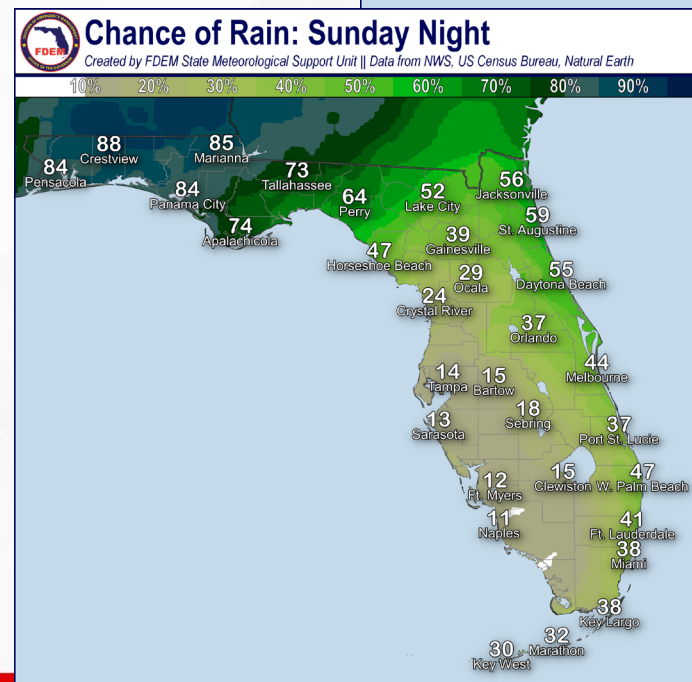 FDEM
Chance of Rain: Sunday Night
Created by FDEM State Meteorological Support Unit || Data from NWS, US Census Bureau, Natural Earth
10% 20% 30% 40% 50% 60% 70% 80% 90%
88
Crestview
85
Marianna
84
Pensacola
84
Panama City
73
Tallahassee
74
Apalachicola
64
Perry
52
Lake City
56
Jacksonville
59
St. Augustine
39
Gainesville
47
Horseshoe Beach
29
Ocala
55
Daytona Beach
24
Crystal River
37
Orlando
44
Melbourne
14
Tampa
15
Bartow
18
Sebring
13
Sarasota
37
Port St. Lucie
12
Ft. Myers
15
Clewiston
47
W. Palm Beach
11
Naples
41
Ft. Lauderdale
38
Miami
38
Key Largo
32
Marathon
30
Key West